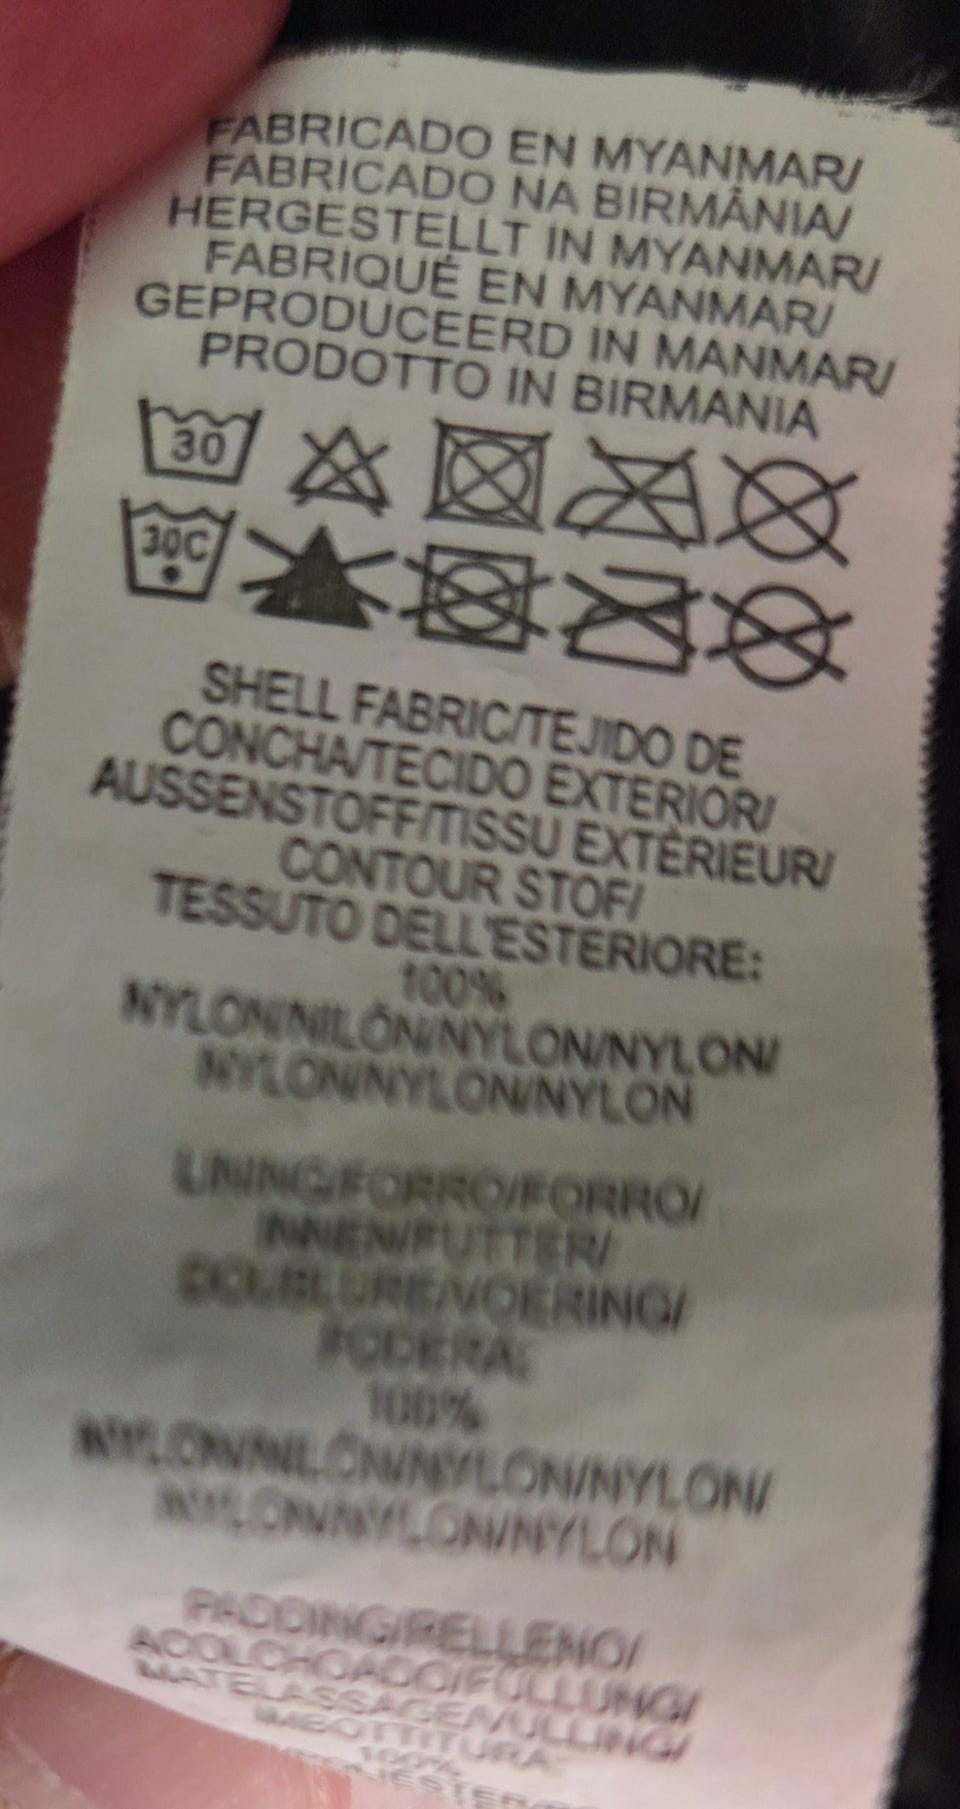 FABRICADO EN MYANMAR/
FABRICADO NA BIRMÂNIA/
HERGESTELLT IN MYANMAR/
FABRIQUÉ EN MYANMAR/
GEPRODUCEERD IN MANMAR/
PRODOTTO IN BIRMANIA
30
30C
SHELL FABRIC/TEJIDO DE
CONCHA/TECIDO EXTERIOR/
AUSSENSTOFF/TISSU EXTÉRIEUR/
CONTOUR STOF/
TESSUTO DELL'ESTERIORE:
100%
NYLON/NILÓN/NYLON/NYLON/
NYLON/NYLON/NYLON
LINING/FORRO/FORRO/
INNEN/FUTTER/
DOUBLURE/VOERING/
FODERA:
100%
NYLON/NILÓN/NYLON/NYLON/
NYLON/NYLON/NYLON
PADDING/RELLENO/
ACOLCHOADO/FÜLLUNG/
MATELASSAGE/VULLING/
IMBOTTITURA:
100%